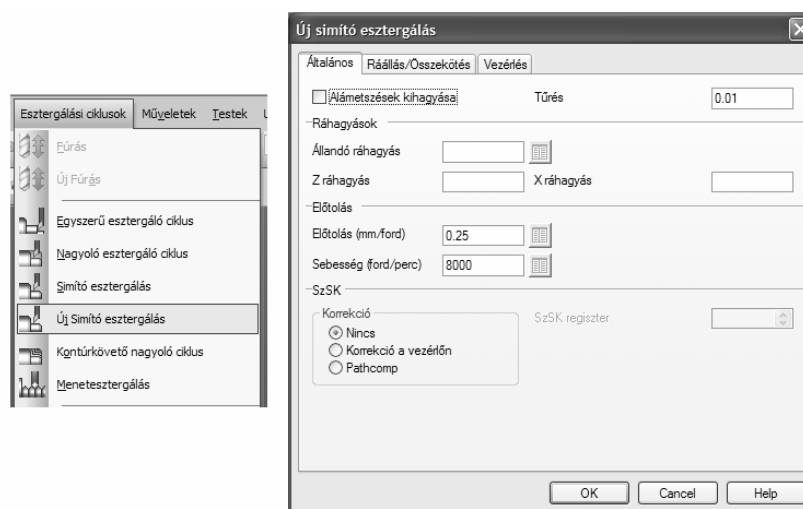 Esztergálási ciklusok Műveletek Testek
Fúrás
Új Fúrás
Egyszerű esztergáló ciklus
Nagyoló esztergáló ciklus
Simító esztergálás
Új Simító esztergálás
Kontúrkövető nagyoló ciklus
Menetesztergálás
Új simító esztergálás
Általános Ráállás/Összekötés Vezérlés
Alámetszések kihagyása Tűrés 0.01
Ráhagyások
Állandó ráhagyás
Z ráhagyás X ráhagyás
Előtolás
Előtolás (mm/ford) 0.25
Sebesség (ford/perc) 8000
SzSK
Korrekció SzSK regiszter
Nincs
Korrekció a vezérlőn
Pathcomp
OK Cancel Help